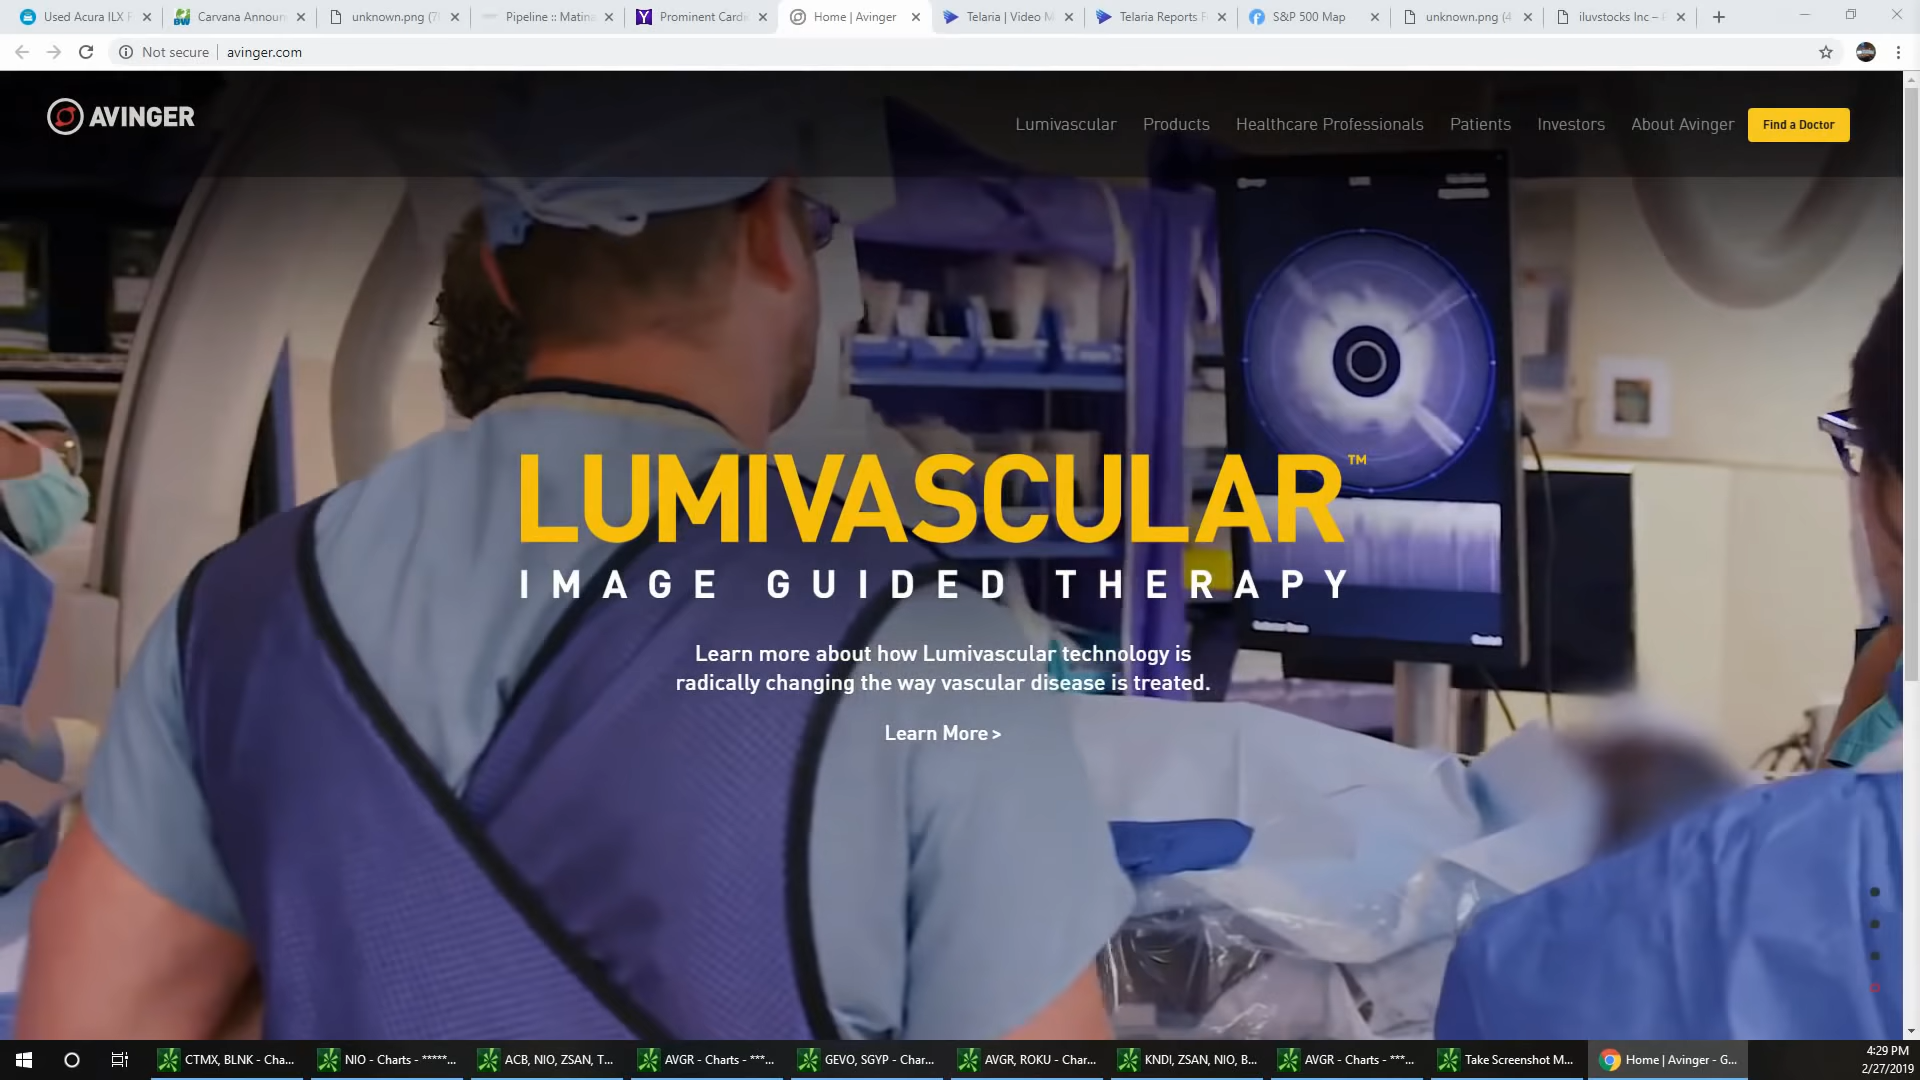 Used Acura ILX F
Carvana Announ
unknown.png (7
Pipeline :: Matina
Prominent Cardi
Home | Avinger
Telaria | Video M
Telaria Reports F
S&P 500 Map
unknown.png (4
iluvstocks Inc –
Not secure
avinger.com
AVINGER
Lumivascular
Products
Healthcare Professionals
Patients
Investors
About Avinger
Find a Doctor
LUMIVASCULAR™
IMAGE GUIDED THERAPY
Learn more about how Lumivascular technology is
radically changing the way vascular disease is treated.
Learn More >
CTMX, BLNK - Cha...
NIO - Charts - *****...
ACB, NIO, ZSAN, T...
AVGR - Charts - ***...
GEVO, SGYP - Char...
AVGR, ROKU - Char...
KNDI, ZSAN, NIO, B...
AVGR - Charts - ***...
Take Screenshot M...
Home | Avinger - G...
4:29 PM
2/27/2019